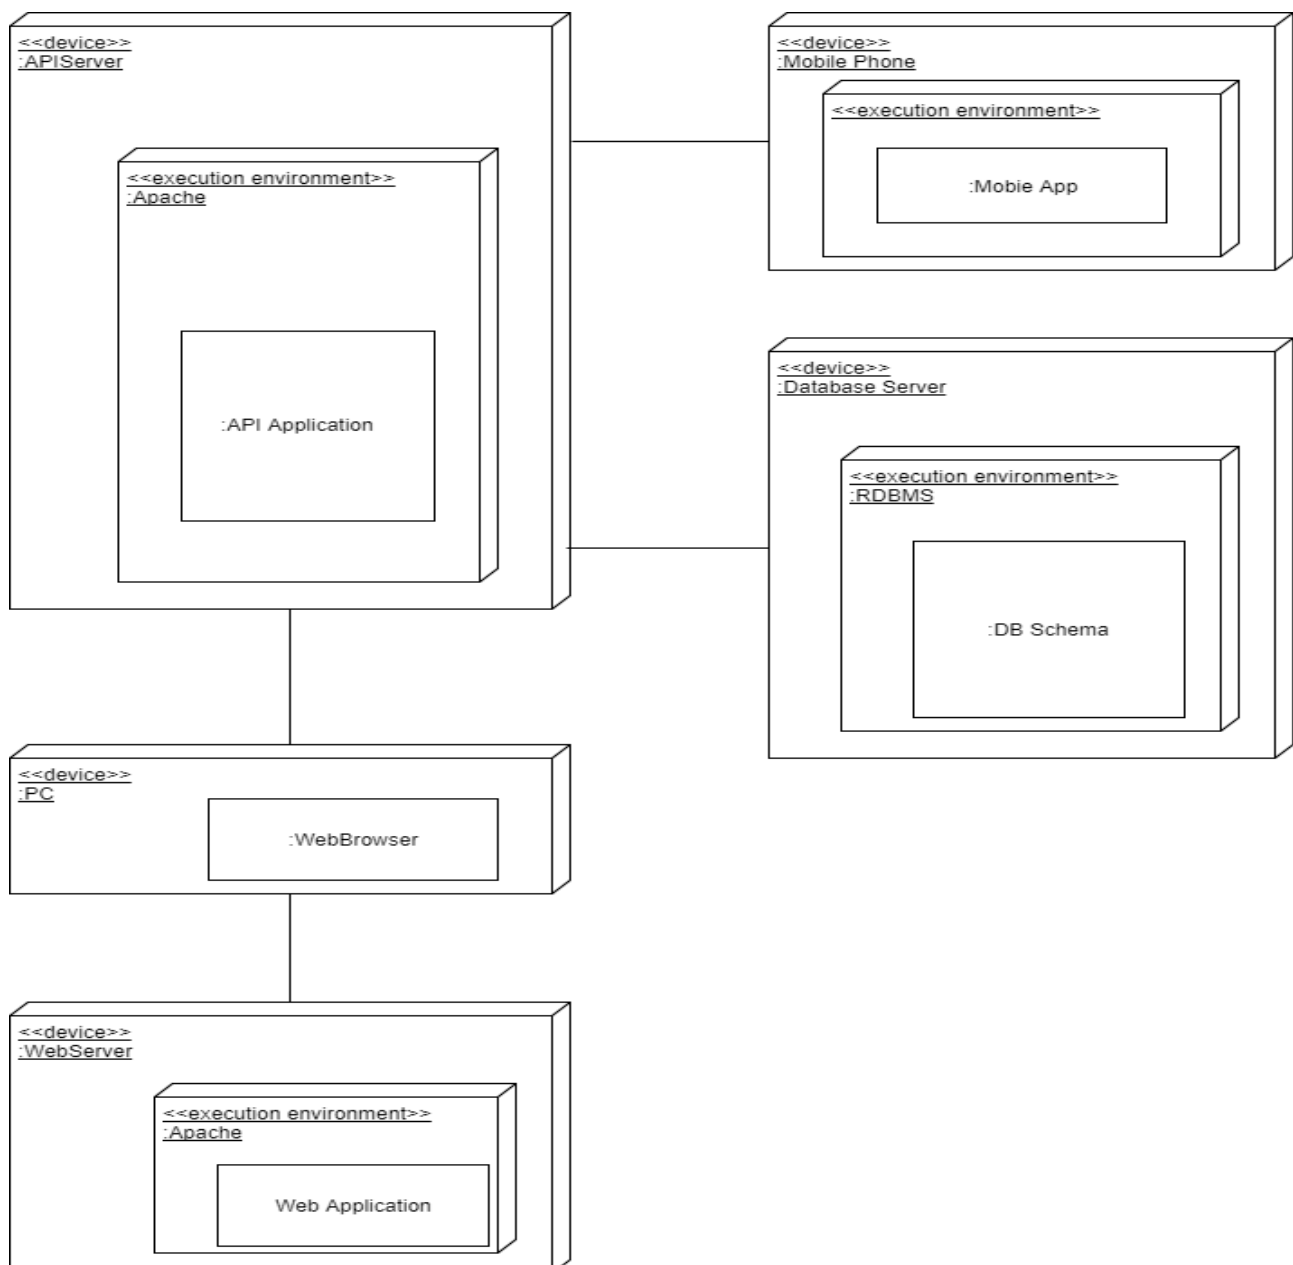 <<device>>
:APIServer
<<execution environment>>
:Apache
:API Application
<<device>>
:Mobile Phone
<<execution environment>>
:Mobie App
<<device>>
:Database Server
<<execution environment>>
:RDBMS
:DB Schema
<<device>>
:PC
:WebBrowser
<<device>>
:WebServer
<<execution environment>>
:Apache
Web Application